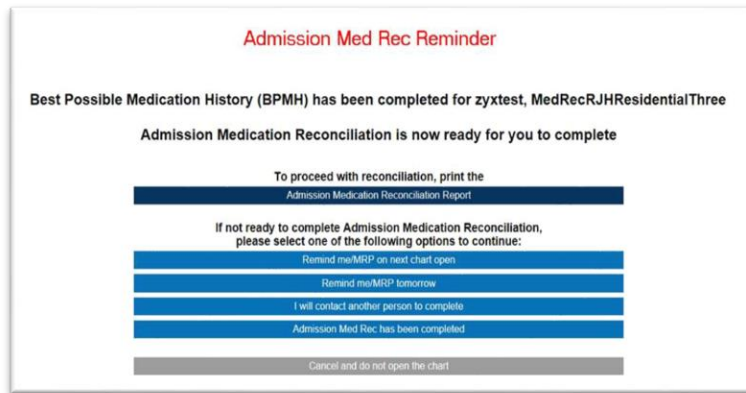 Admission Med Rec Reminder
Best Possible Medication History (BPMH) has been completed for zyxtest, MedRecRJHResidentialThree
Admission Medication Reconciliation is now ready for you to complete
To proceed with reconciliation, print the
Admission Medication Reconciliation Report
If not ready to complete Admission Medication Reconciliation,
please select one of the following options to continue:
Remind me/MRP on next chart open
Remind me/MRP tomorrow
I will contact another person to complete
Admission Med Rec has been completed
Cancel and do not open the chart